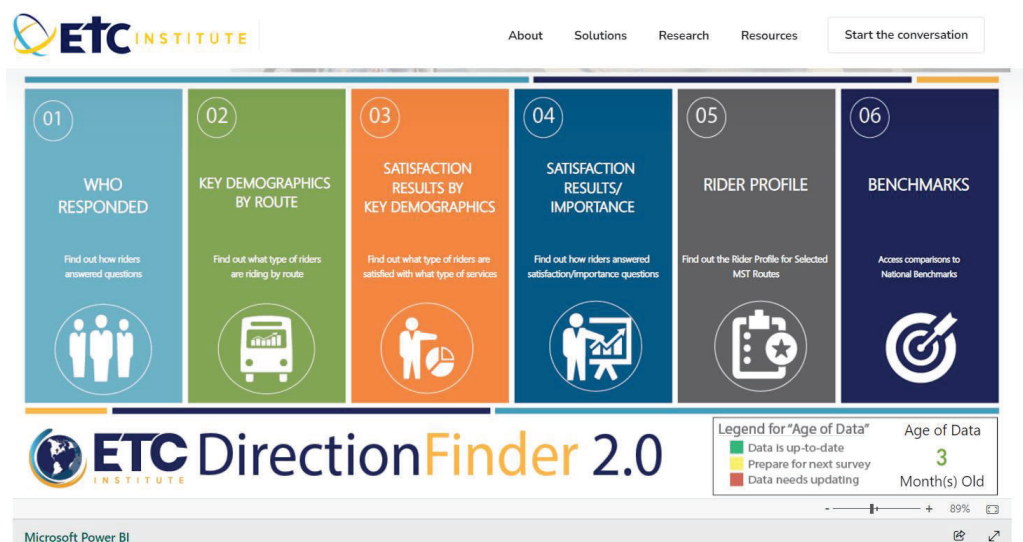 ETC INSTITUTE
About Solutions Research Resources Start the conversation
01
WHO
RESPONDED
Find out how riders
answered questions
02
KEY DEMOGRAPHICS
BY ROUTE
Find out what type of riders
are riding by route
03
SATISFACTION
RESULTS BY
KEY DEMOGRAPHICS
Find out what type of riders are
satisfied with what type of services
04
SATISFACTION
RESULTS/
IMPORTANCE
Find out how riders answered
satisfaction/importance questions
05
RIDER PROFILE
Find out the Rider Profile for Selected
MST Routes
06
BENCHMARKS
Access comparisons to
National Benchmarks
ETC DirectionFinder 2.0
INSTITUTE
Legend for "Age of Data"
Data is up-to-date
Prepare for next survey
Data needs updating
Age of Data
3
Month(s) Old
- + 89%
Microsoft Power BI